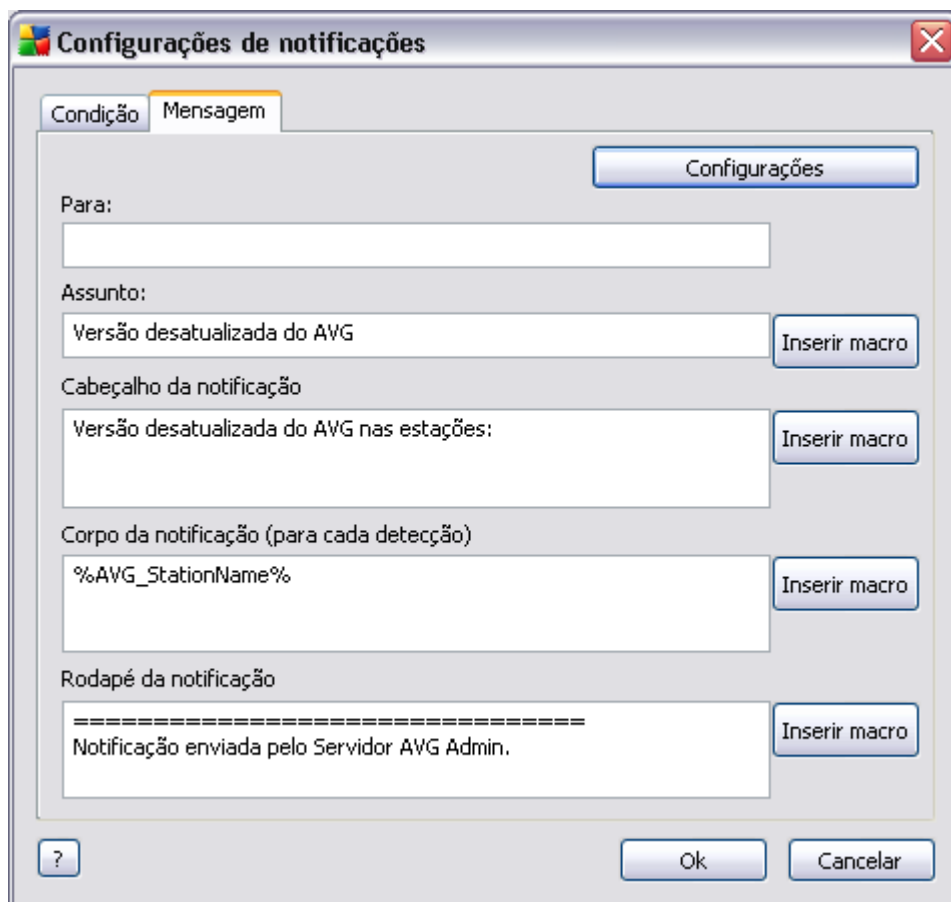 Configurações de notificações
Condição
Mensagem
Configurações
Para:
Assunto:
Versão desatualizada do AVG
Inserir macro
Cabeçalho da notificação
Versão desatualizada do AVG nas estações:
Inserir macro
Corpo da notificação (para cada detecção)
%AVG_StationName%
Inserir macro
Rodapé da notificação
================================
Notificação enviada pelo Servidor AVG Admin.
Inserir macro
?
Ok
Cancelar